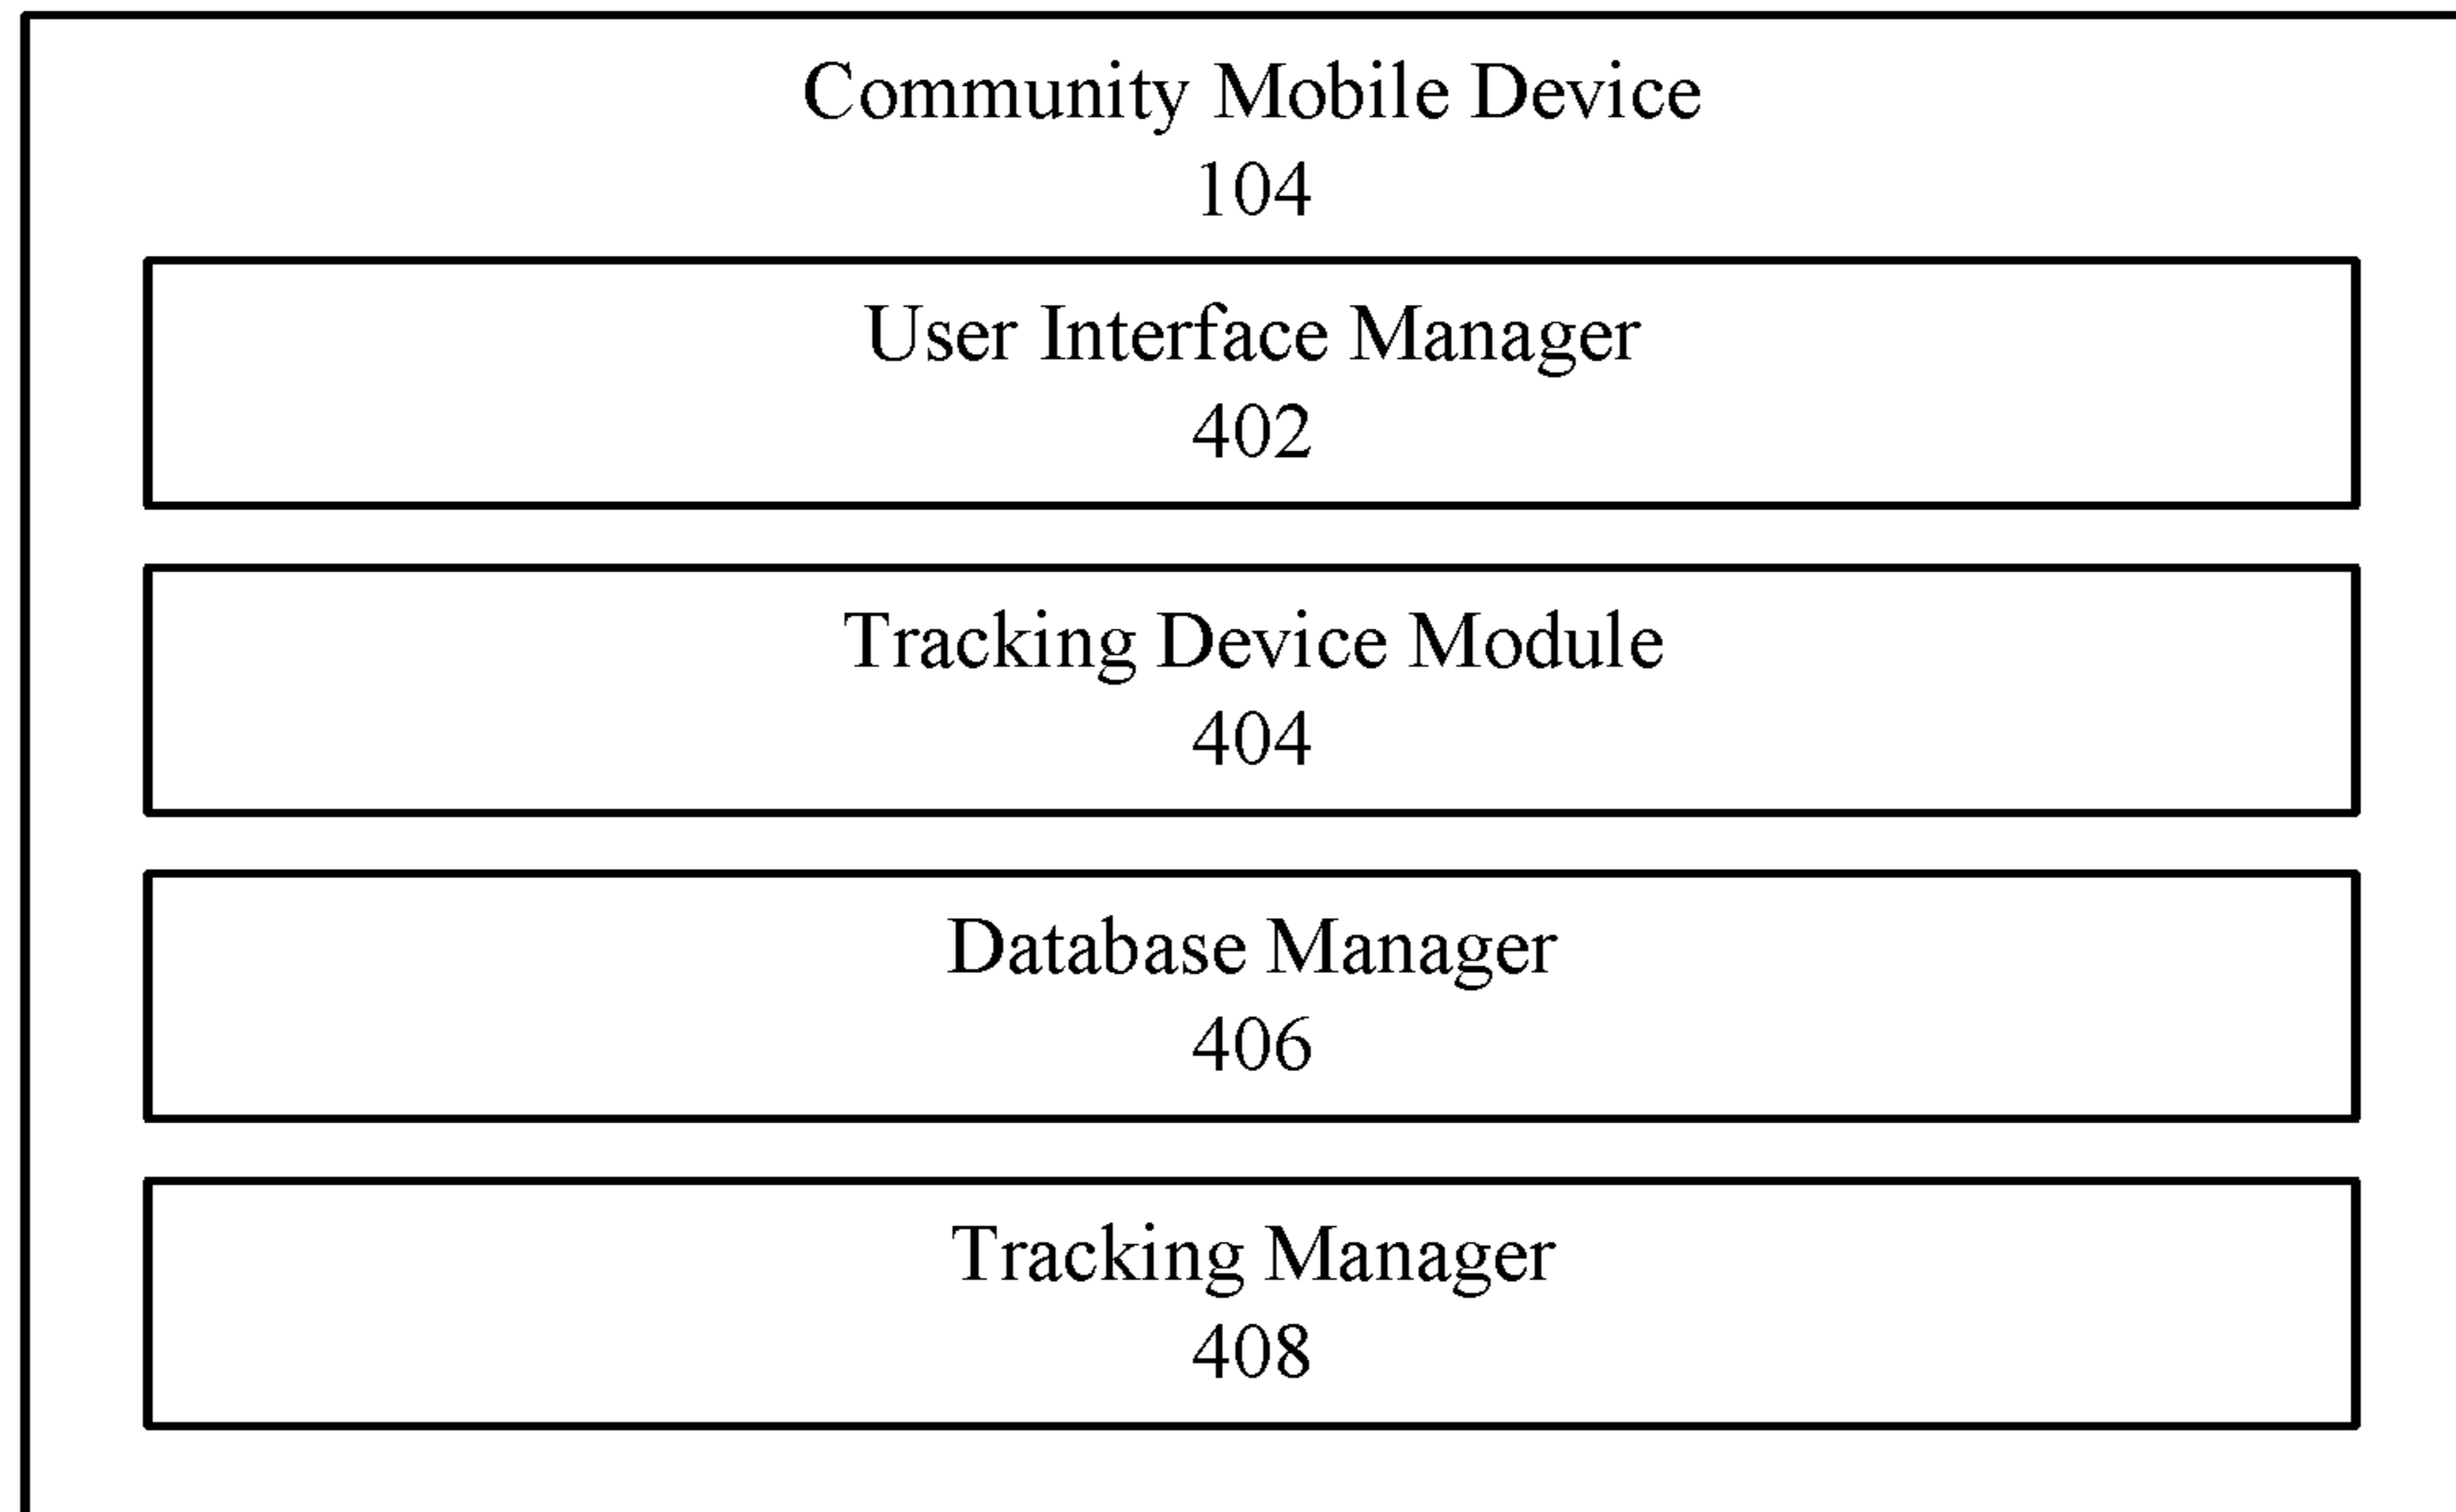 Community Mobile Device
104
User Interface Manager
402
Tracking Device Module
404
Database Manager
406
Tracking Manager
408